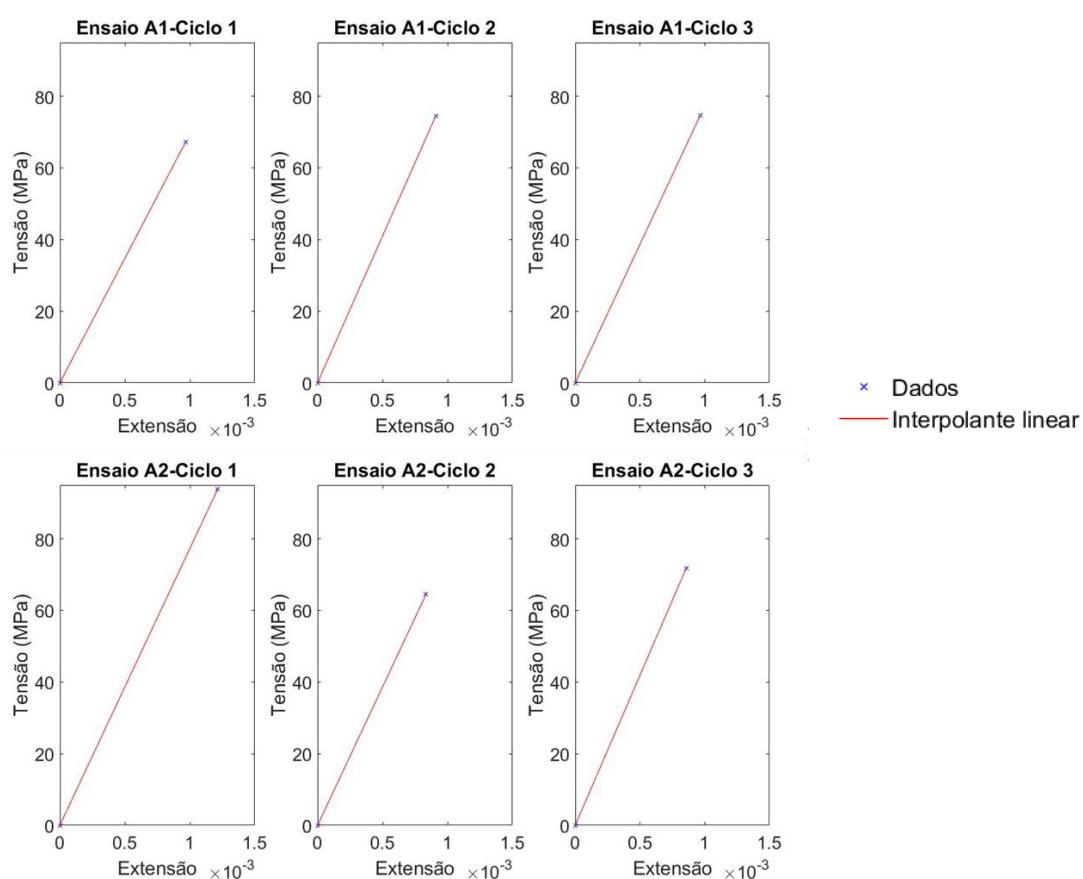 Ensaio A1-Ciclo 1
Tensão (MPa)
80
60
40
20
0
0 0.5 1 1.5
Extensão ×10-3
Ensaio A1-Ciclo 2
Tensão (MPa)
80
60
40
20
0
0 0.5 1 1.5
Extensão ×10-3
Ensaio A1-Ciclo 3
Tensão (MPa)
80
60
40
20
0
0 0.5 1 1.5
Extensão ×10-3
Dados
Interpolante linear
Ensaio A2-Ciclo 1
Tensão (MPa)
80
60
40
20
0
0 0.5 1 1.5
Extensão ×10-3
Ensaio A2-Ciclo 2
Tensão (MPa)
80
60
40
20
0
0 0.5 1 1.5
Extensão ×10-3
Ensaio A2-Ciclo 3
Tensão (MPa)
80
60
40
20
0
0 0.5 1 1.5
Extensão ×10-3